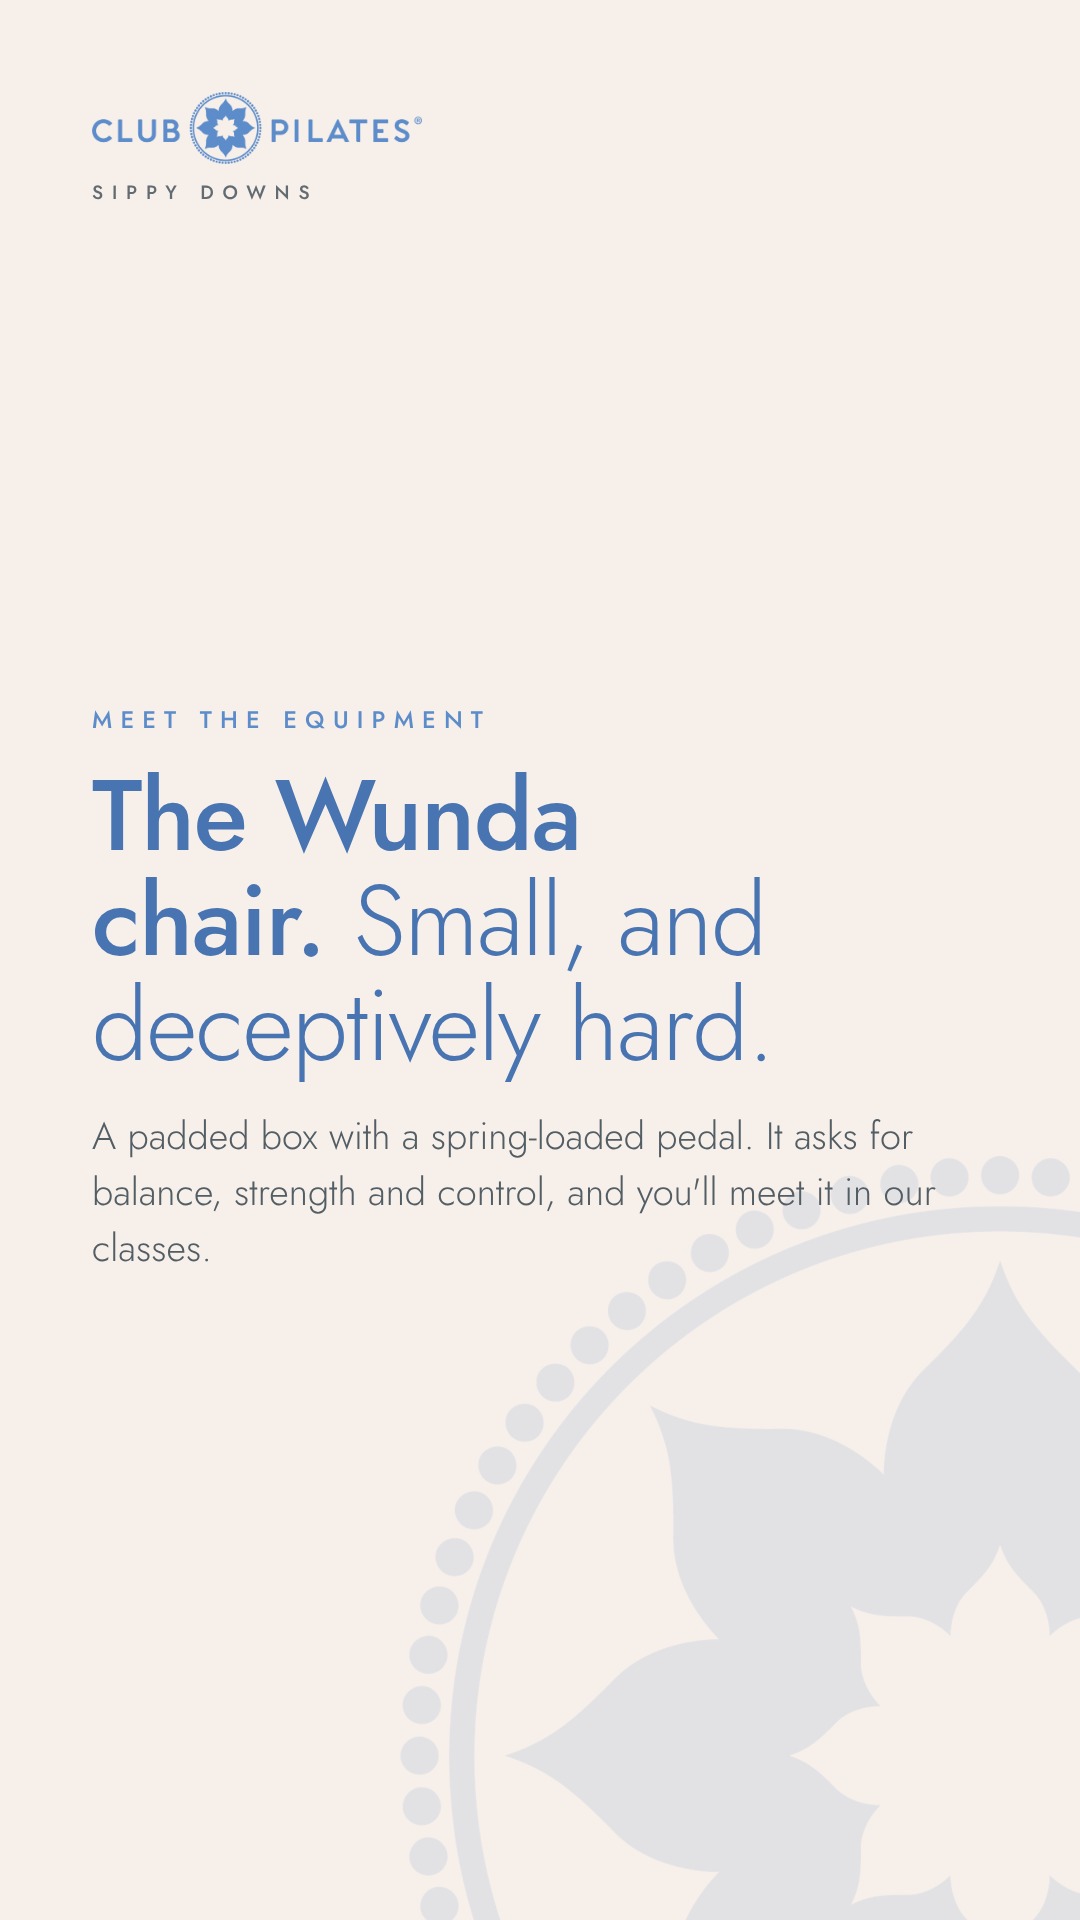 CLUB PILATES®
SIPPY DOWNS
MEET THE EQUIPMENT
The Wunda
chair. Small, and
deceptively hard.
A padded box with a spring-loaded pedal. It asks for
balance, strength and control, and you'll meet it in our
classes.